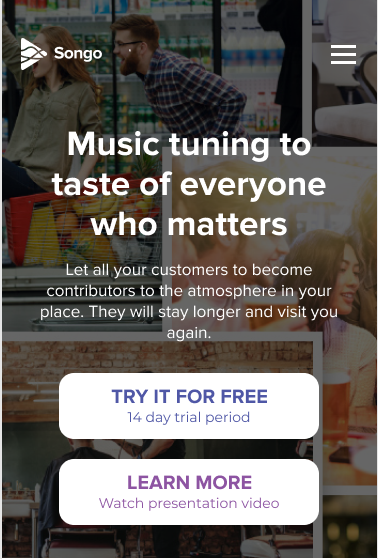 Songo
Music tuning to
taste of everyone
who matters
Let all your customers to become
contributors to the atmosphere in your
place. They will stay longer and visit you
again.
TRY IT FOR FREE
14 day trial period
LEARN MORE
Watch presentation video